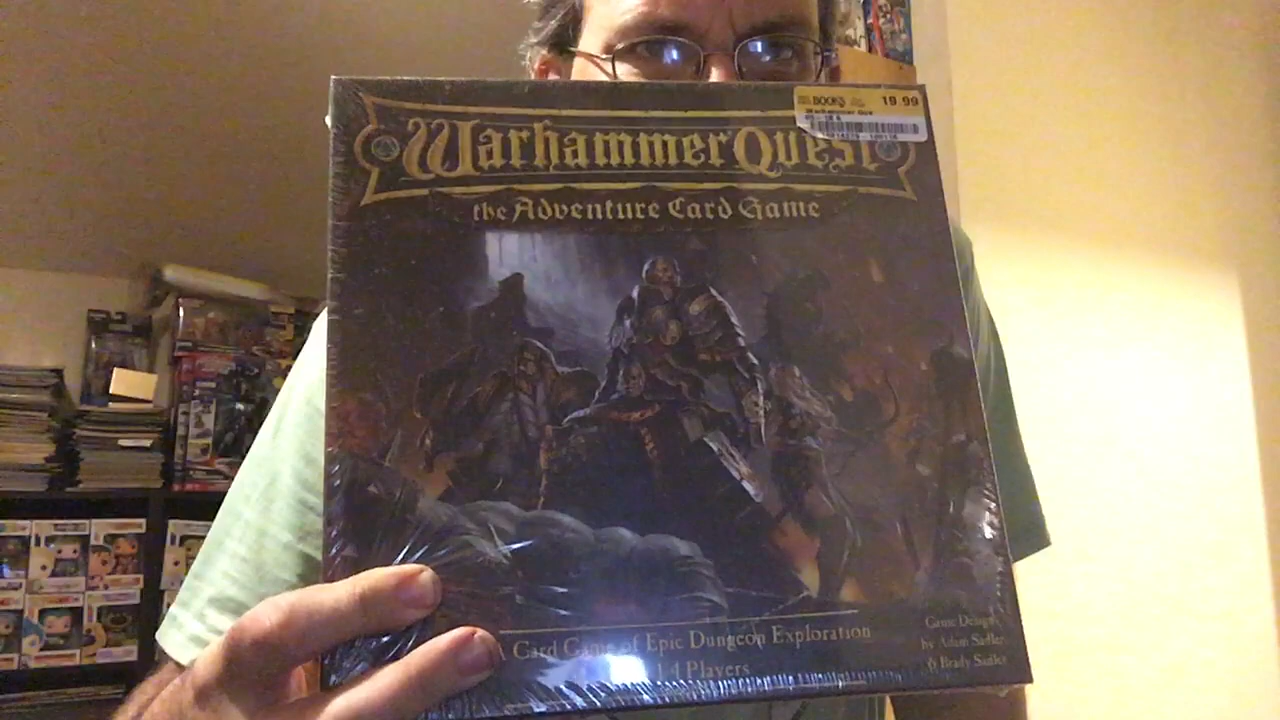 BOOKS 19.99
Warhammer Quest
the Adventure Card Game
A Card Game of Epic Dungeon Exploration
1-4 Players
Game Design
by Adam Sadler
& Brady Sadler